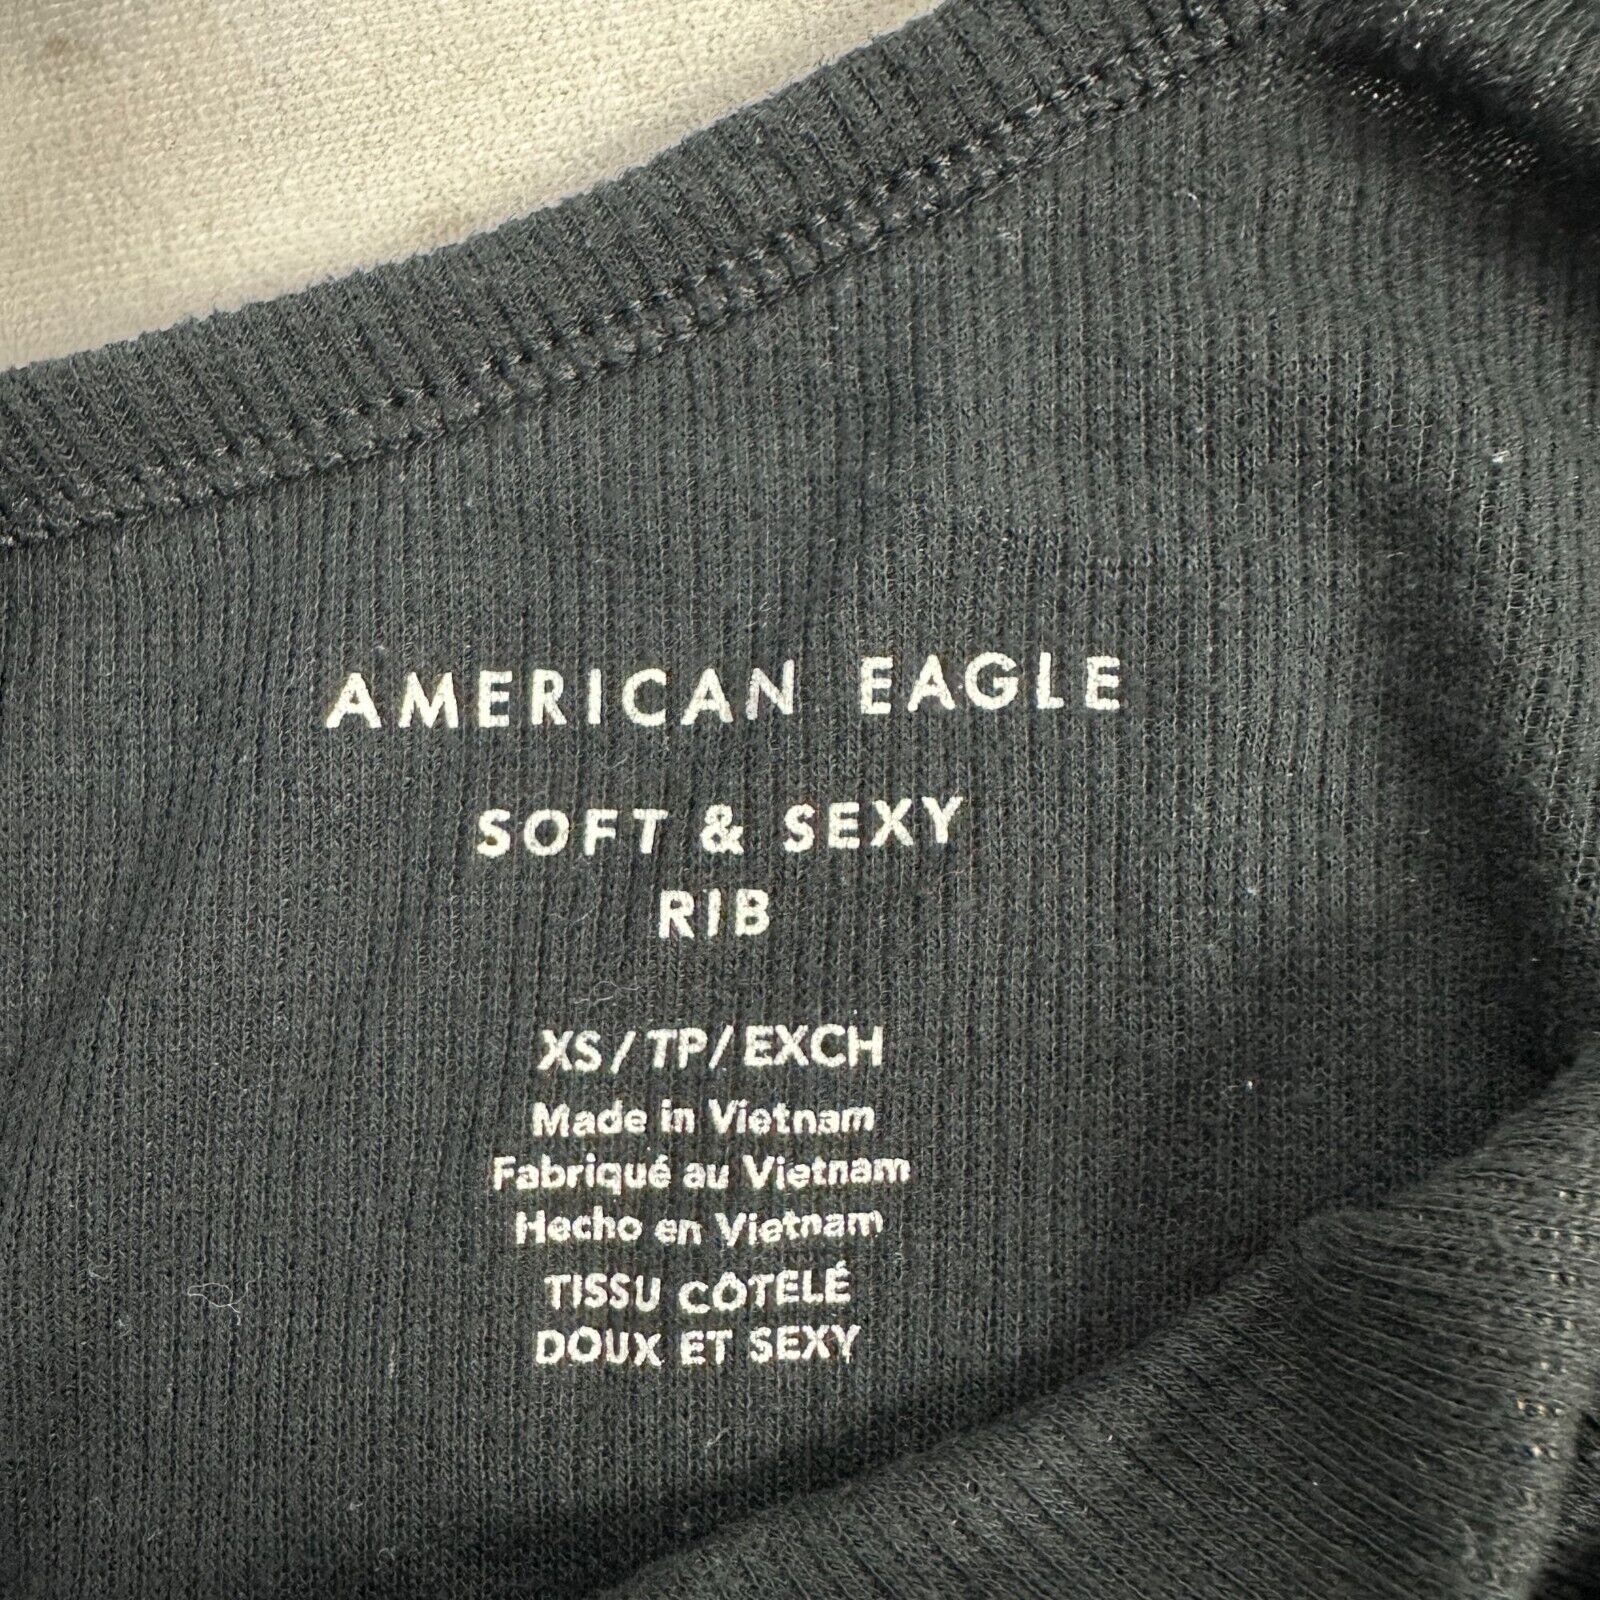 AMERICAN EAGLE
SOFT & SEXY
RIB
XS/TP/EXCH
Made in Vietnam
Fabriqué au Vietnam
Hecho en Vietnam
TISSU CÔTELÉ
DOUX ET SEXY